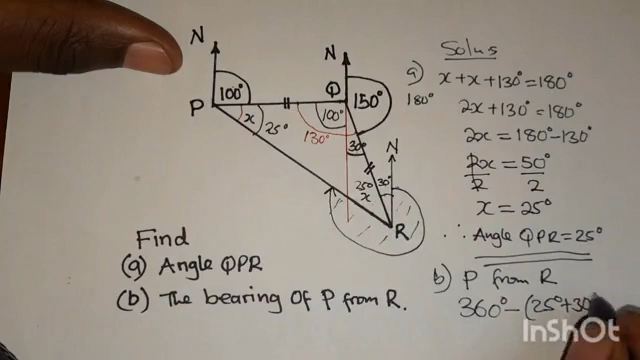 N
N
100°
Q
150°
P
x
25°
100°
130°
30°
N
25°
x
30°
R
Find
(a) Angle QPR
(b) The bearing of P from R.
Solus
a) x+x+130°=180°
180°
2x+130°=180°
2x=180°-130°
2x = 50°
2 2
x=25°
∴ Angle QPR=25°
b) P from R
360°-(25°+30
InShot